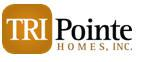 TRI Pointe
HOMES, INC.